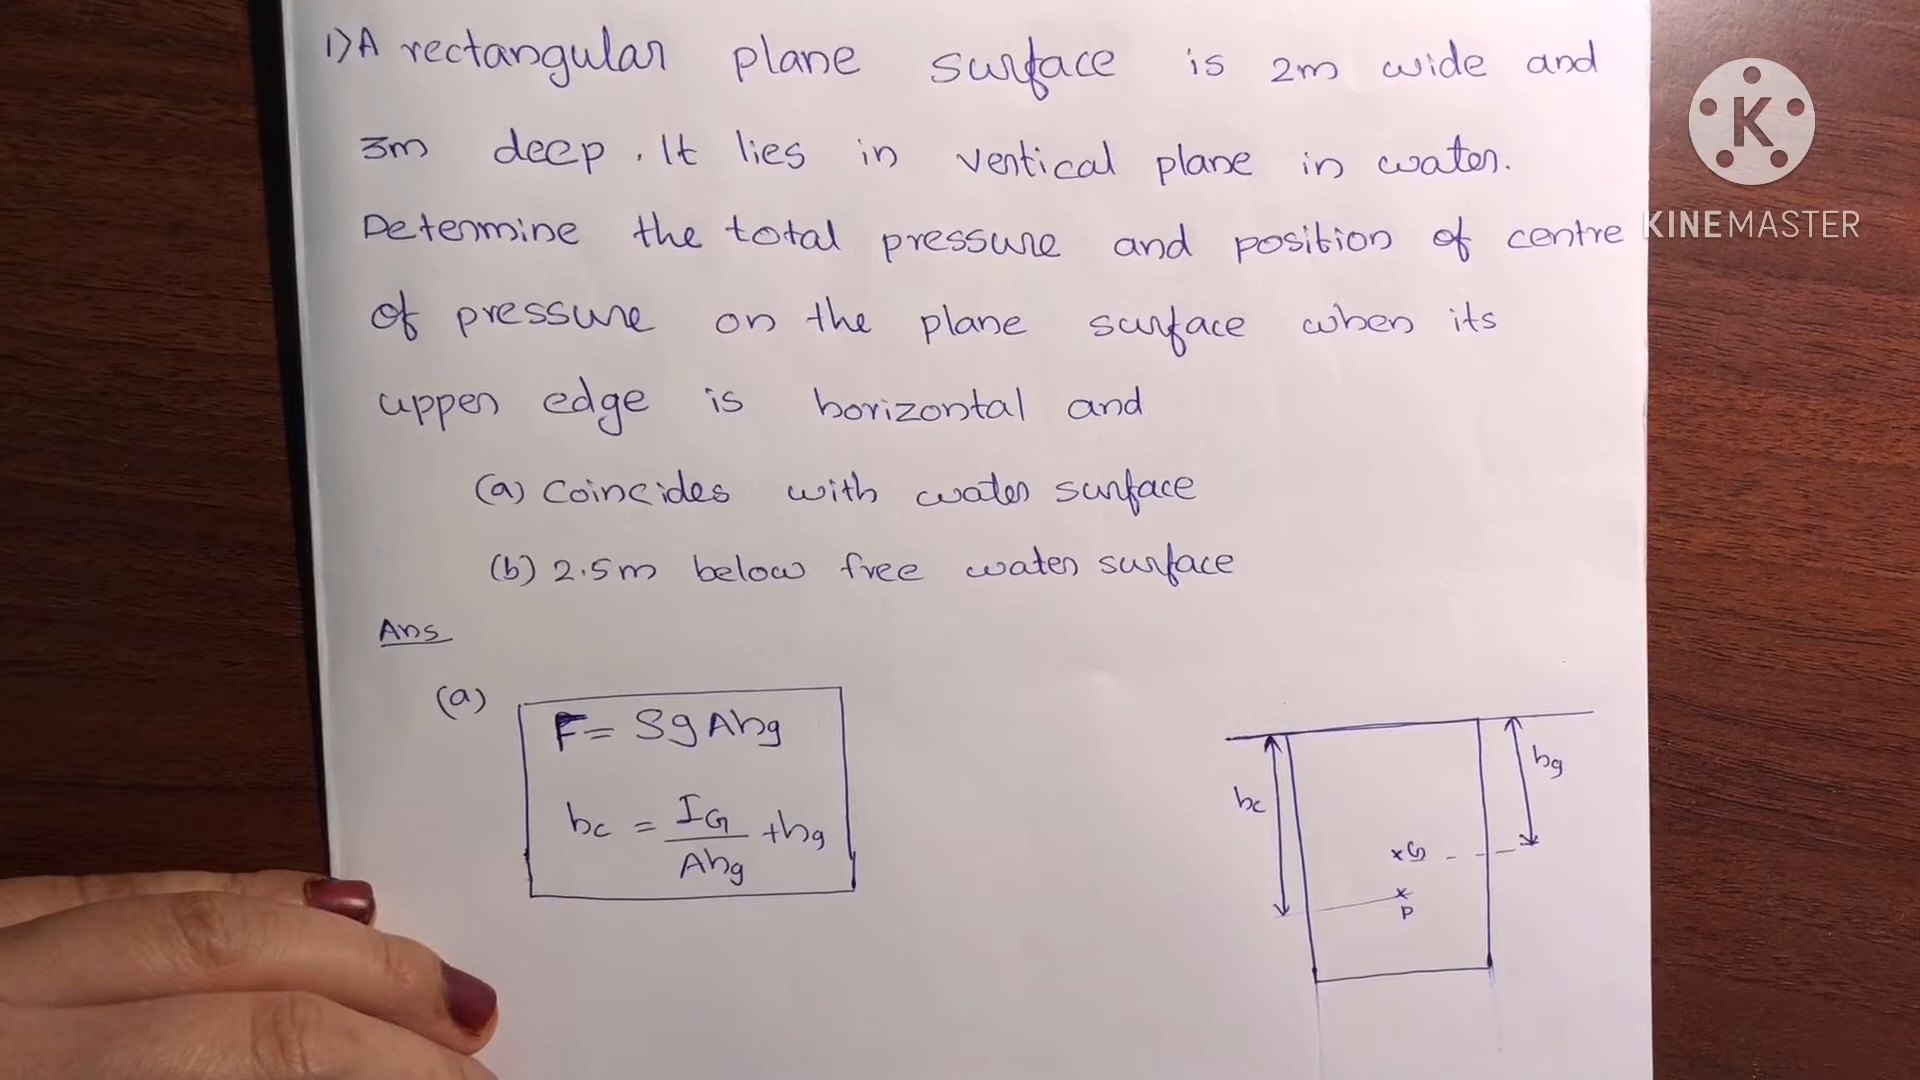 1) A rectangular plane surface is 2m wide and
3m deep. It lies in vertical plane in water.
Determine the total pressure and position of centre
of pressure on the plane surface when its
upper edge is horizontal and
(a) coincides with water surface
(b) 2.5m below free water surface
Ans
(a)
F = ρgAhg
hc = IG/Ahg + hg
hc
hg
G
P
K
KINEMASTER